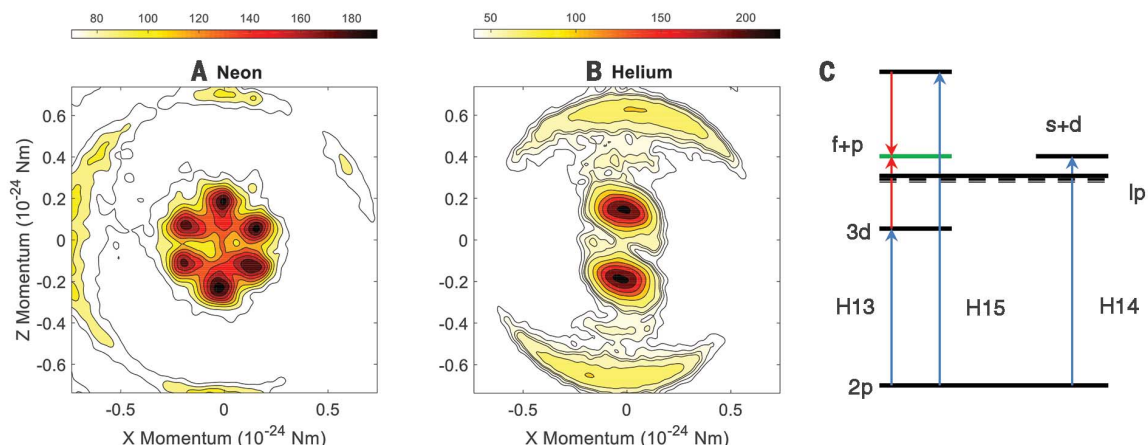 80 100 120 140 160 180
50 100 150 200
A Neon
B Helium
C
0.6
0.4
0.2
0
-0.2
-0.4
-0.6
Z Momentum (10-24 Nm)
-0.5 0 0.5
X Momentum (10-24 Nm)
0.6
0.4
0.2
0
-0.2
-0.4
-0.6
-0.5 0 0.5
X Momentum (10-24 Nm)
f+p
s+d
Ip
3d
H13
H15
H14
2p